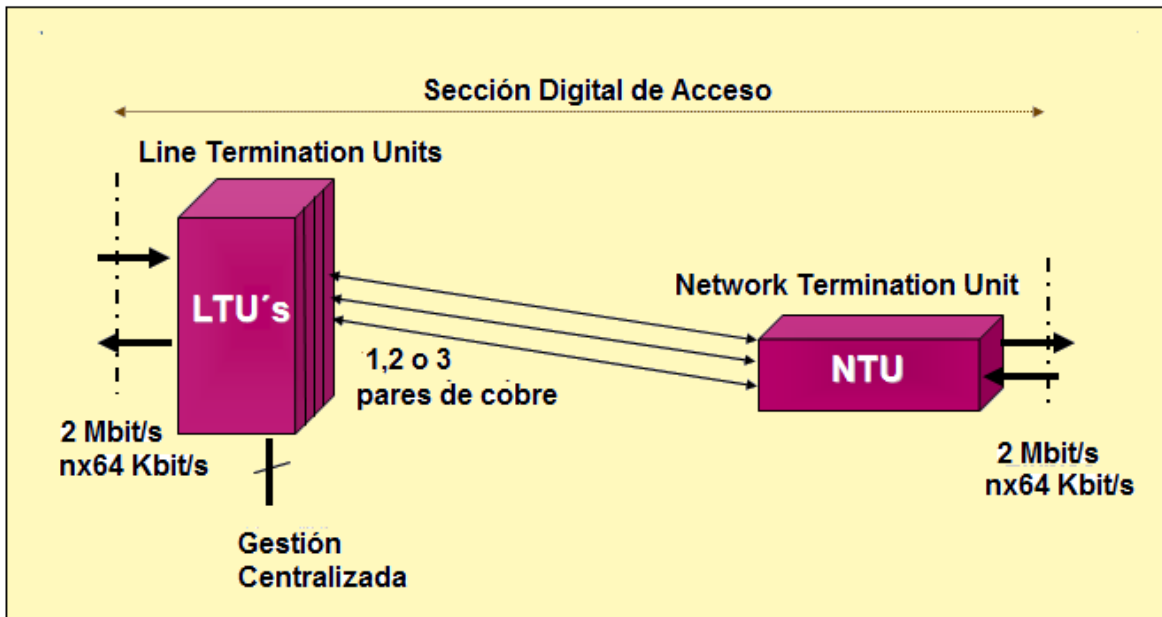 Sección Digital de Acceso
Line Termination Units
LTU´s
Network Termination Unit
NTU
1,2 o 3
pares de cobre
2 Mbit/s
nx64 Kbit/s
2 Mbit/s
nx64 Kbit/s
Gestión
Centralizada